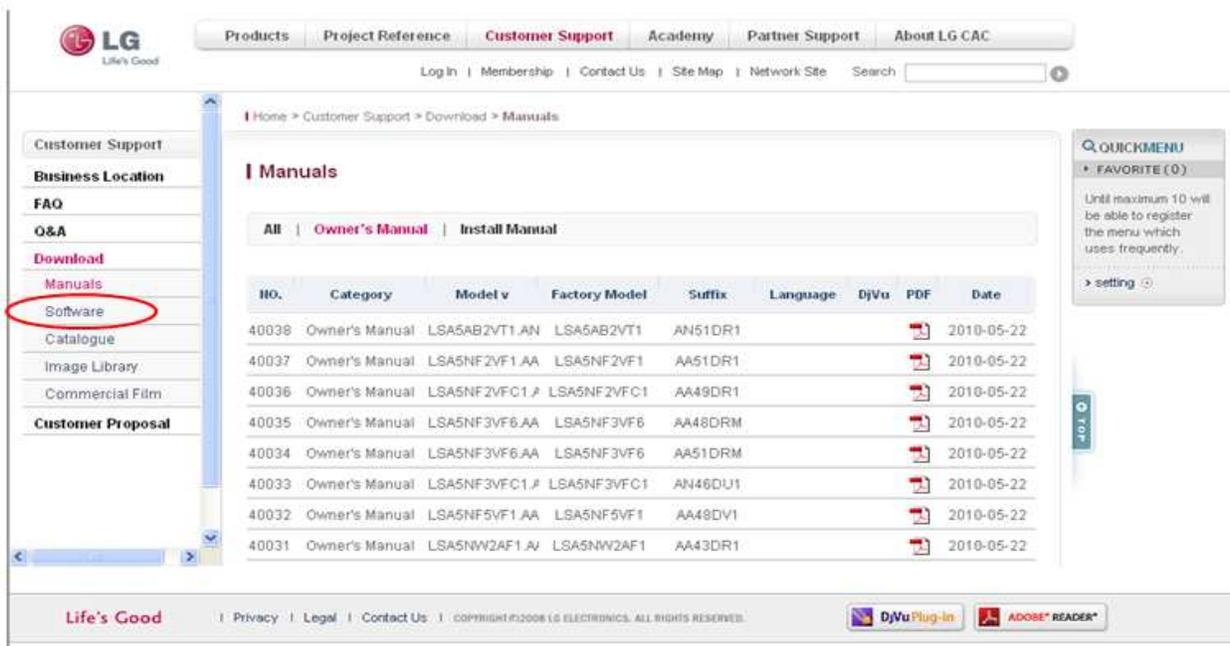 LG
Life's Good
Products Project Reference Customer Support Academy Partner Support About LG CAC
Log In | Membership | Contact Us | Site Map | Network Site Search
Home > Customer Support > Download > Manuals
Customer Support
Business Location
FAQ
Q&A
Download
Manuals
Software
Catalogue
Image Library
Commercial Film
Customer Proposal
Manuals
All | Owner's Manual | Install Manual
NO. Category Model v Factory Model Suffix Language DjVu PDF Date
40038 Owner's Manual LSA5AB2VT1.AN LSA5AB2VT1 AN51DR1 2010-05-22
40037 Owner's Manual LSA5NF2VF1.AA LSA5NF2VF1 AA51DR1 2010-05-22
40036 Owner's Manual LSA5NF2VFC1.A LSA5NF2VFC1 AA49DR1 2010-05-22
40035 Owner's Manual LSA5NF3VF6.AA LSA5NF3VF6 AA48DRM 2010-05-22
40034 Owner's Manual LSA5NF3VF6.AA LSA5NF3VF6 AA51DRM 2010-05-22
40033 Owner's Manual LSA5NF3VFC1.A LSA5NF3VFC1 AN46DU1 2010-05-22
40032 Owner's Manual LSA5NF5VF1.AA LSA5NF5VF1 AA48DV1 2010-05-22
40031 Owner's Manual LSA5NW2AF1.A LSA5NW2AF1 AA43DR1 2010-05-22
QUICKMENU
FAVORITE (0)
Until maximum 10 will
be able to register
the menu which
uses frequently.
> setting
TOP
Life's Good | Privacy | Legal | Contact Us | COPYRIGHT(C)2008 LG ELECTRONICS. ALL RIGHTS RESERVED. DjVu Plug-in ADOBE® READER®